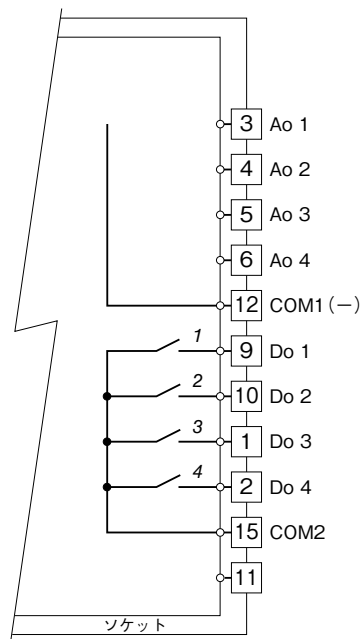 3 Ao 1
4 Ao 2
5 Ao 3
6 Ao 4
12 COM1(−)
1 9 Do 1
2 10 Do 2
3 1 Do 3
4 2 Do 4
15 COM2
11
ソケット